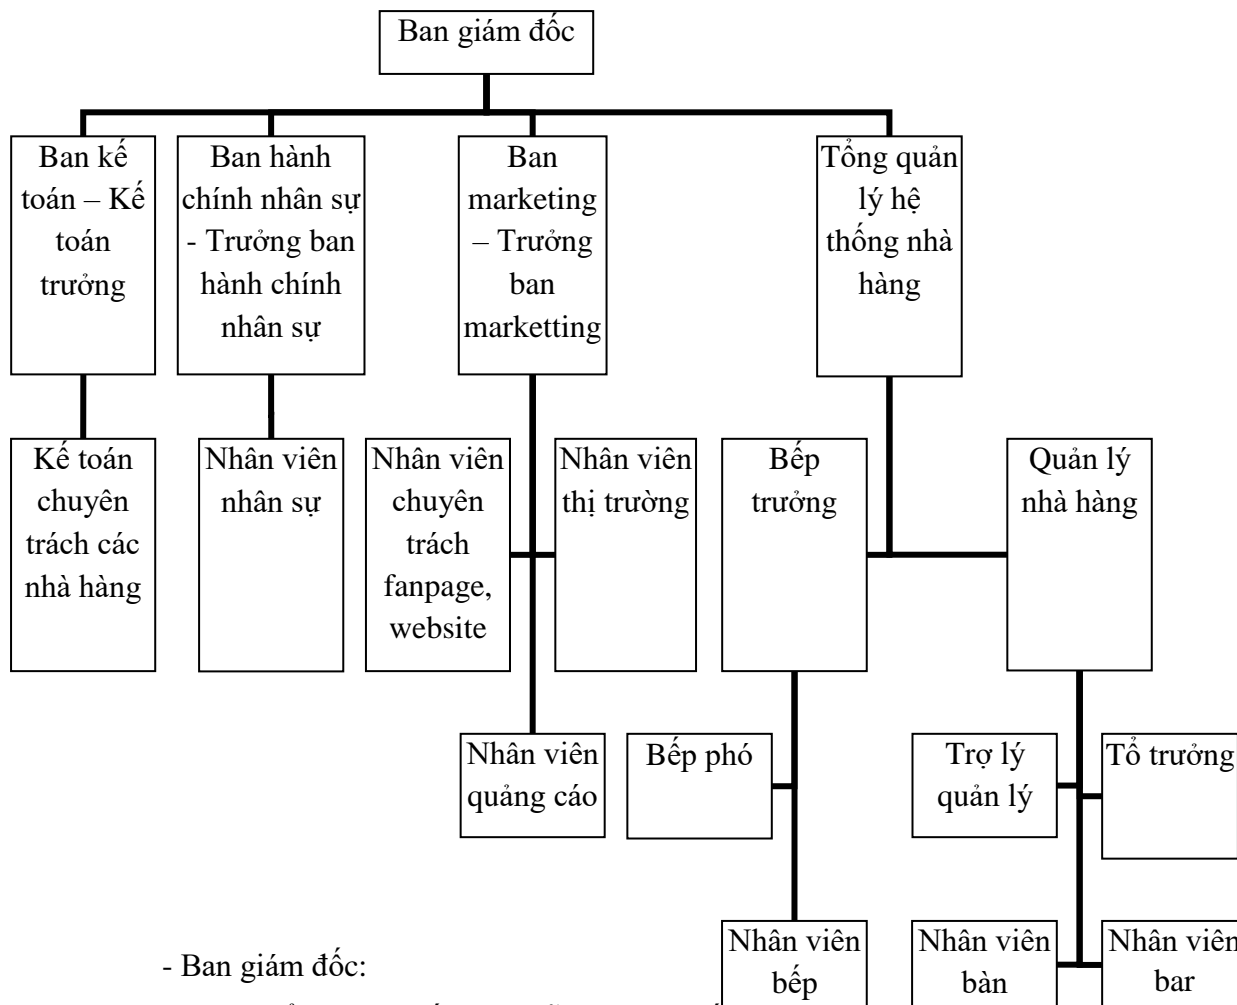 Ban giám đốc
Ban kế
toán – Kế
toán
trưởng
Ban hành
chính nhân sự
- Trưởng ban
hành chính
nhân sự
Ban
marketing
– Trưởng
ban
marketting
Tổng quản
lý hệ
thống nhà
hàng
Kế toán
chuyên
trách các
nhà hàng
Nhân viên
nhân sự
Nhân viên
chuyên
trách
fanpage,
website
Nhân viên
thị trường
Bếp
trưởng
Quản lý
nhà hàng
Nhân viên
quảng cáo
Bếp phó
Trợ lý
quản lý
Tổ trưởng
Nhân viên
bếp
Nhân viên
bàn
Nhân viên
bar
- Ban giám đốc: